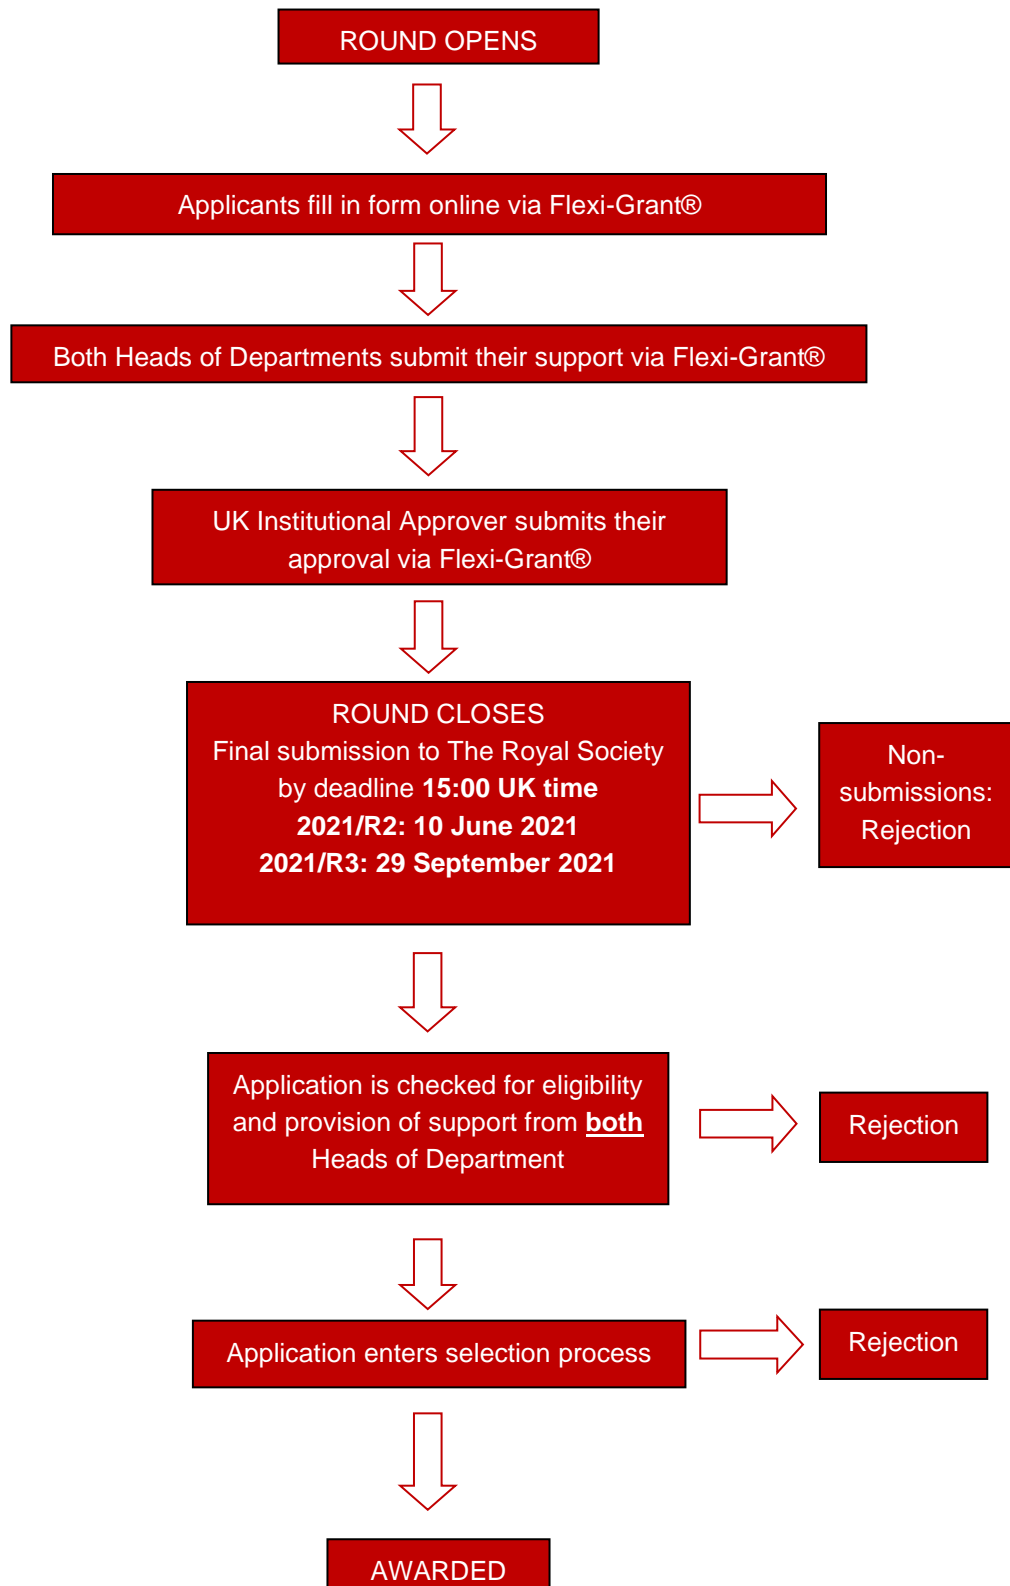 ROUND OPENS
Applicants fill in form online via Flexi-Grant®
Both Heads of Departments submit their support via Flexi-Grant®
UK Institutional Approver submits their
approval via Flexi-Grant®
ROUND CLOSES
Final submission to The Royal Society
by deadline 15:00 UK time
2021/R2: 10 June 2021
2021/R3: 29 September 2021
Non-
submissions:
Rejection
Application is checked for eligibility
and provision of support from both
Heads of Department
Rejection
Application enters selection process
Rejection
AWARDED